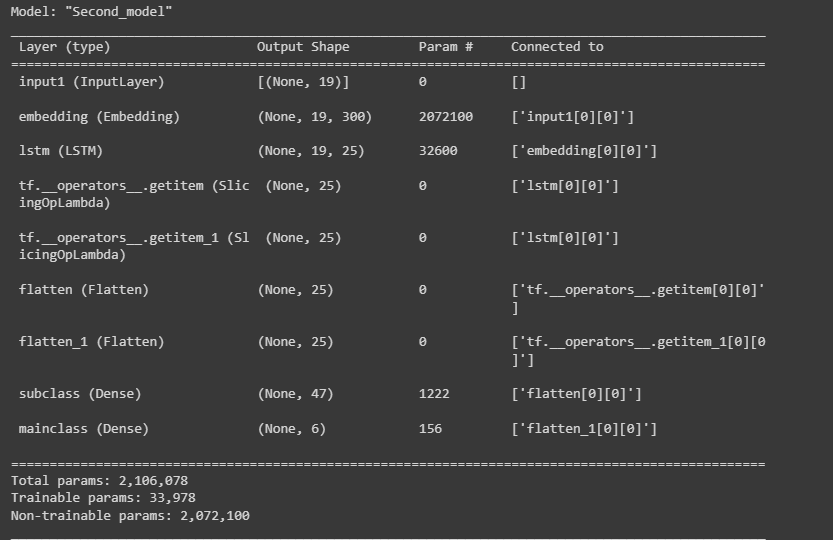 Model: "Second_model"
Layer (type) Output Shape Param # Connected to
input1 (InputLayer) [(None, 19)] 0 []
embedding (Embedding) (None, 19, 300) 2072100 ['input1[0][0]']
lstm (LSTM) (None, 19, 25) 32600 ['embedding[0][0]']
tf.__operators__.getitem (Slic (None, 25) 0 ['lstm[0][0]']
ingOpLambda)
tf.__operators__.getitem_1 (Sl (None, 25) 0 ['lstm[0][0]']
icingOpLambda)
flatten (Flatten) (None, 25) 0 ['tf.__operators__.getitem[0][0]'
]
flatten_1 (Flatten) (None, 25) 0 ['tf.__operators__.getitem_1[0][0
]']
subclass (Dense) (None, 47) 1222 ['flatten[0][0]']
mainclass (Dense) (None, 6) 156 ['flatten_1[0][0]']
Total params: 2,106,078
Trainable params: 33,978
Non-trainable params: 2,072,100